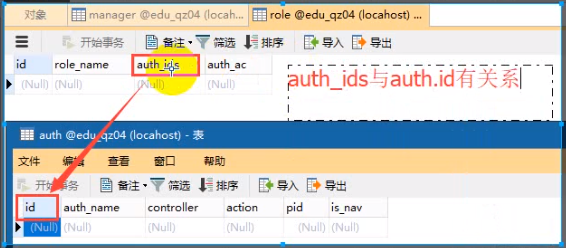 对象 manager @edu_qz04 (locahost) ... role @edu_qz04 (locahost) ...
开始事务 备注 筛选 排序 导入 导出
id role_name auth_ids auth_ac
(Null) (Null) (Null) (Null)
auth_ids与auth.id有关系
auth @edu_qz04 (locahost) - 表
文件 编辑 查看 窗口 帮助
开始事务 备注 筛选 排序 导入 导出
id auth_name controller action pid is_nav
(Null) (Null) (Null) (Null) (Null) (Null)